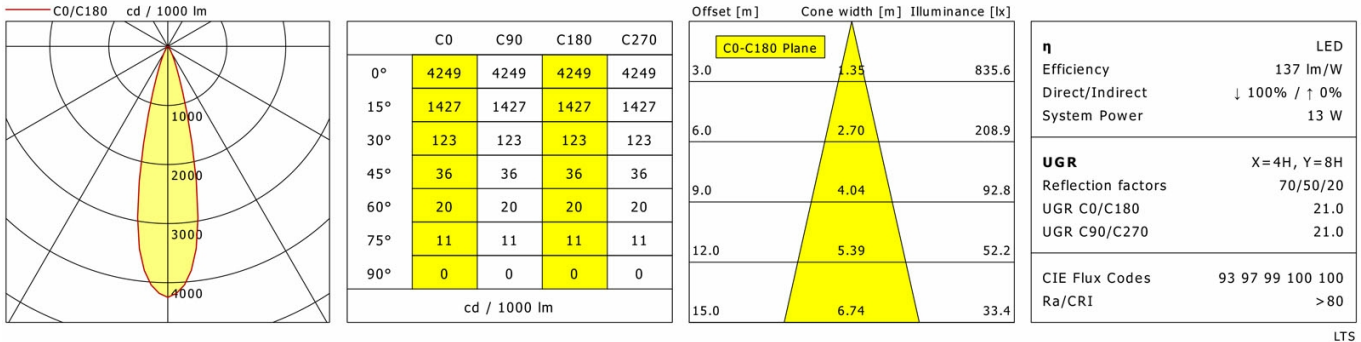 C0/C180 cd / 1000 lm
1000
2000
3000
4000
C0 C90 C180 C270
0° 4249 4249 4249 4249
15° 1427 1427 1427 1427
30° 123 123 123 123
45° 36 36 36 36
60° 20 20 20 20
75° 11 11 11 11
90° 0 0 0 0
cd / 1000 lm
Offset [m] Cone width [m] Illuminance [lx]
C0-C180 Plane
3.0 1.35 835.6
6.0 2.70 208.9
9.0 4.04 92.8
12.0 5.39 52.2
15.0 6.74 33.4
η LED
Efficiency 137 lm/W
Direct/Indirect ↓ 100% / ↑ 0%
System Power 13 W
UGR X=4H, Y=8H
Reflection factors 70/50/20
UGR C0/C180 21.0
UGR C90/C270 21.0
CIE Flux Codes 93 97 99 100 100
Ra/CRI >80
LTS